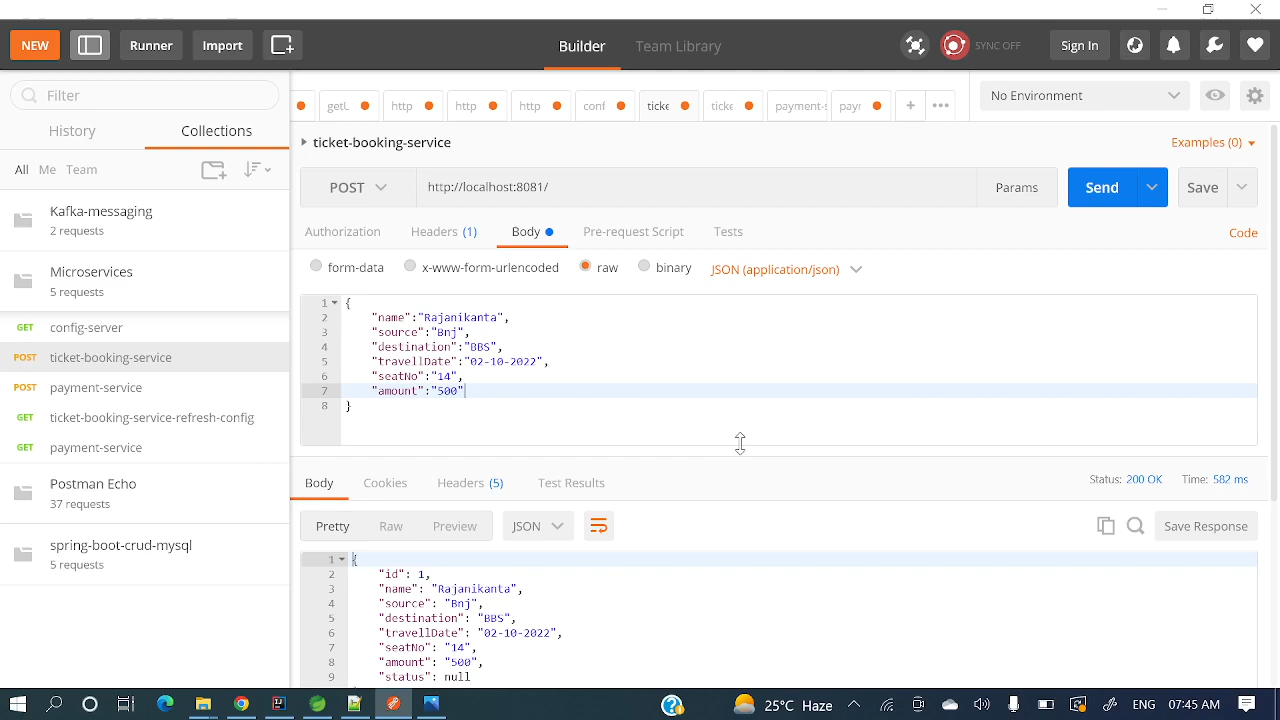 NEW
Runner
Import
Builder
Team Library
SYNC OFF
Sign In
Filter
History
Collections
All Me Team
Kafka-messaging
2 requests
Microservices
5 requests
GET config-server
POST ticket-booking-service
POST payment-service
GET ticket-booking-service-refresh-config
GET payment-service
Postman Echo
37 requests
spring-boot-crud-mysql
5 requests
http http http conf ticke ticke payment-s payr + •••
No Environment
ticket-booking-service
Examples (0)
POST http://localhost:8081/ Params Send Save
Authorization Headers (1) Body Pre-request Script Tests Code
form-data x-www-form-urlencoded raw binary JSON (application/json)
1 {
2 "name":"Rajanikanta",
3 "source":"Bnj",
4 "destination":"BBS",
5 "travellDate":"02-10-2022",
6 "seatNo":"14",
7 "amount":"500"
8 }
Body Cookies Headers (5) Test Results Status: 200 OK Time: 582 ms
Pretty Raw Preview JSON Save Response
1 {
2 "id": 1,
3 "name": "Rajanikanta",
4 "source": "Bnj",
5 "destination": "BBS",
6 "travellDate": "02-10-2022",
7 "seatNo": "14",
8 "amount": "500",
9 "status": null
25°C Haze ENG 07:45 AM